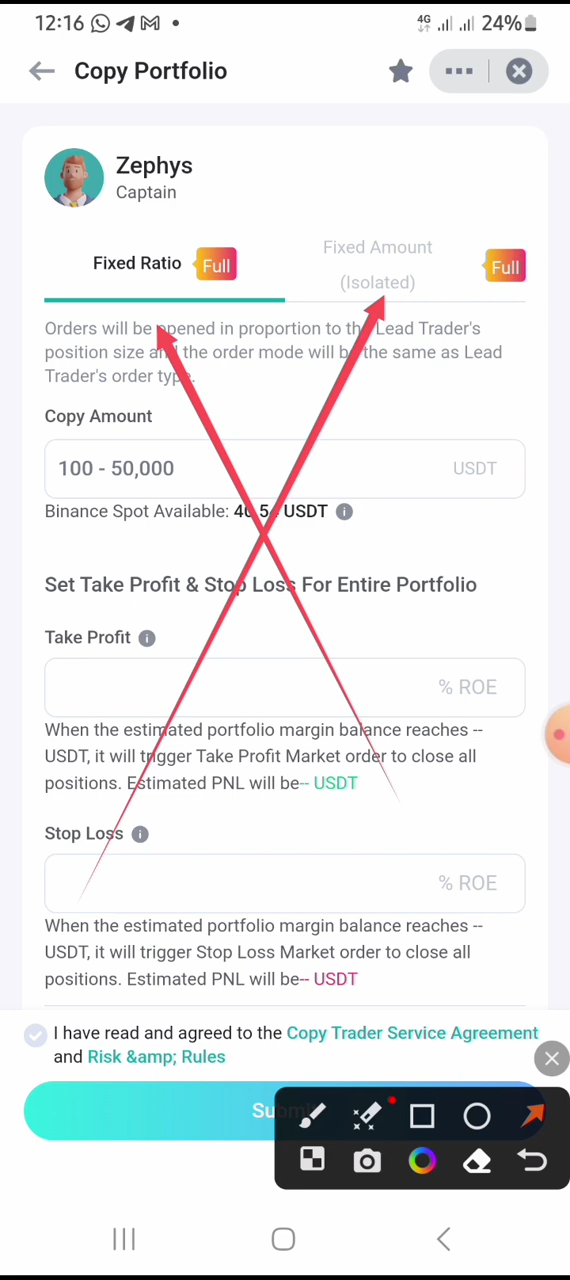 12:16
4G
24%
Copy Portfolio
Zephys
Captain
Fixed Ratio Full
Fixed Amount
(Isolated) Full
Orders will be opened in proportion to the Lead Trader's
position size and the order mode will be the same as Lead
Trader's order type.
Copy Amount
100 - 50,000 USDT
Binance Spot Available: 40.54 USDT
Set Take Profit & Stop Loss For Entire Portfolio
Take Profit
% ROE
When the estimated portfolio margin balance reaches --
USDT, it will trigger Take Profit Market order to close all
positions. Estimated PNL will be-- USDT
Stop Loss
% ROE
When the estimated portfolio margin balance reaches --
USDT, it will trigger Stop Loss Market order to close all
positions. Estimated PNL will be-- USDT
I have read and agreed to the Copy Trader Service Agreement
and Risk &amp; Rules